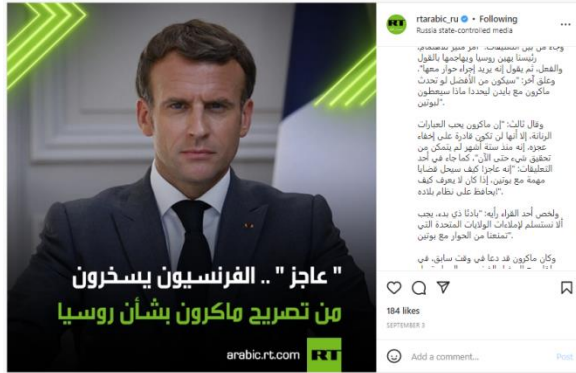 " عاجز " .. الفرنسيون يسخرون
من تصريح ماكرون بشأن روسيا
arabic.rt.com RT
RT
rtarabic_ru • Following
Russia state-controlled media
رئيسنا يهين روسيا ويهاجمها بالقول
والفعل، ثم يقول إنه يريد إجراء حوار معها".
وعلق آخر: "سيكون من الأفضل لو تحدث
ماكرون مع بايدن ليحددا ماذا سيعطون
لبوتين".
وقال ثالث: "إن ماكرون يحب العبارات
الرنانة، إلا أنها لن تكون قادرة على إخفاء
عجزه، إنه منذ ستة أشهر لم يتمكن من
تحقيق شيء حتى الآن"، كما جاء في أحد
التعليقات: "إنه عاجز! كيف سيحل قضايا
مهمة مع بوتين، إذا كان لا يعرف كيف
يحافظ على نظام بلاده!".
ولخص أحد القراء رأيه: "بادئا ذي بدء، يجب
ألا نستسلم لإملاءات الولايات المتحدة التي
تمنعنا من الحوار مع بوتين".
وكان ماكرون قد دعا في وقت سابق، في
184 likes
SEPTEMBER 3
Add a comment...
Post